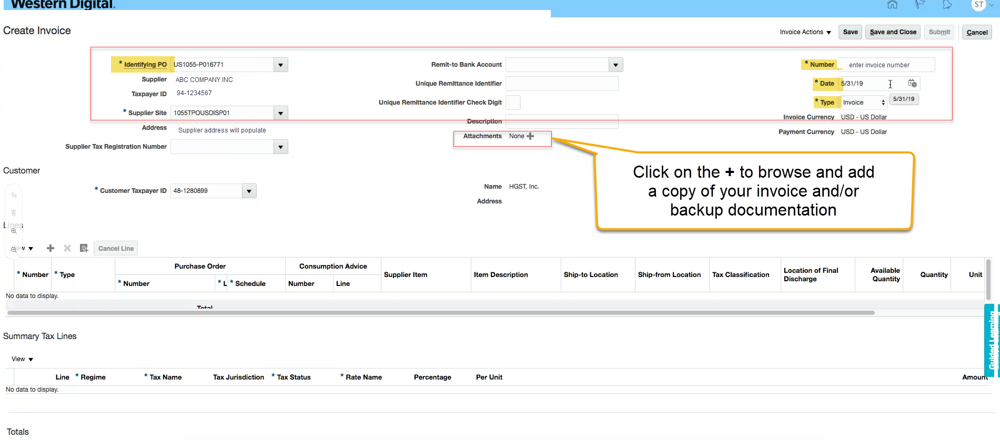 Western Digital.
ST
Create Invoice
Invoice Actions
Save
Save and Close
Submit
Cancel
* Identifying PO US1055-P016771
Supplier ABC COMPANY INC
Taxpayer ID 94-1234567
* Supplier Site 1055TPOUSDISP01
Address Supplier address will populate
Supplier Tax Registration Number
Remit-to Bank Account
Unique Remittance Identifier
Unique Remittance Identifier Check Digit
Description
Attachments None
* Number enter invoice number
* Date 5/31/19
5/31/19
* Type Invoice
Invoice Currency USD - US Dollar
Payment Currency USD - US Dollar
Click on the + to browse and add
a copy of your invoice and/or
backup documentation
Customer
* Customer Taxpayer ID 48-1280899
Name HGST, Inc.
Address
Lines
View
Cancel Line
* Number * Type Purchase Order Consumption Advice Supplier Item Item Description Ship-to Location Ship-from Location Tax Classification Location of Final Discharge Available Quantity Quantity Unit
* Number * L * Schedule Number Line
No data to display.
Total
Guided Learning
Summary Tax Lines
View
Line * Regime * Tax Name Tax Jurisdiction * Tax Status * Rate Name Percentage Per Unit Amount
No data to display.
Totals